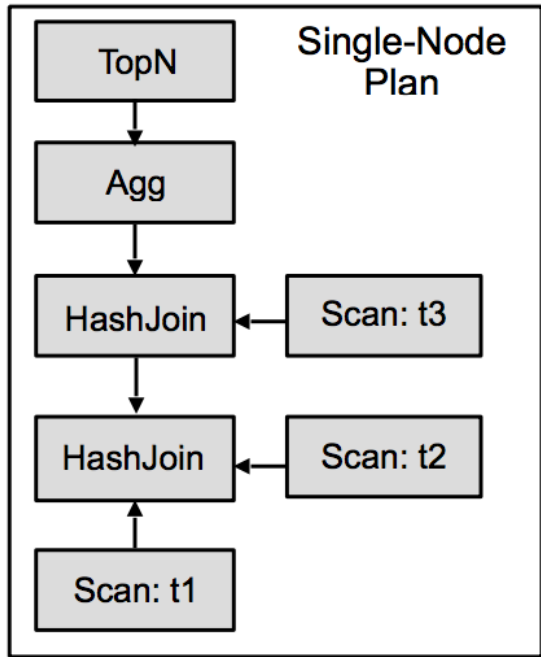 Single-Node
Plan
TopN
Agg
HashJoin
Scan: t3
HashJoin
Scan: t2
Scan: t1